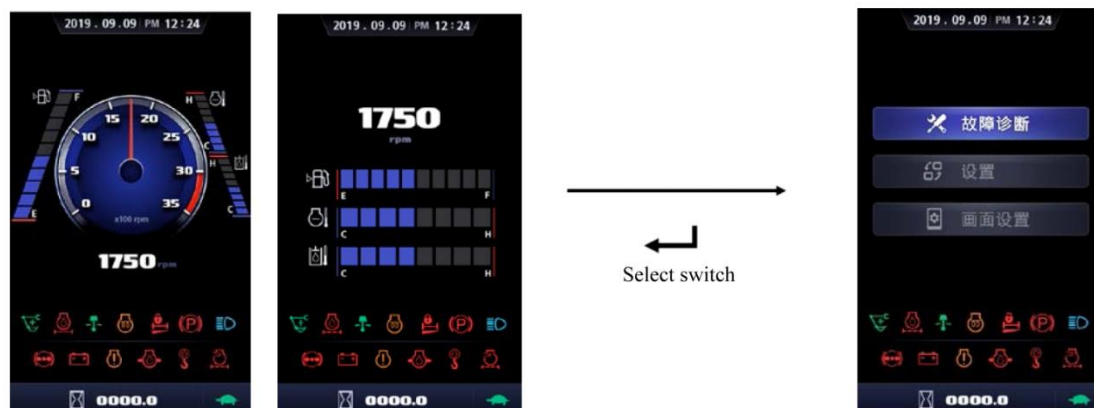 2019 . 09 . 09 PM 12 : 24
F
H
15
20
10
25
C
H
5
30
0
35
E
x100 rpm
C
1750 rpm
C
P
0000.0
2019 . 09 . 09 PM 12 : 24
1750
rpm
E
F
C
H
C
H
C
P
0000.0
Select switch
2019 . 09 . 09 PM 12 : 24
故障诊断
设置
画面设置
C
P
0000.0